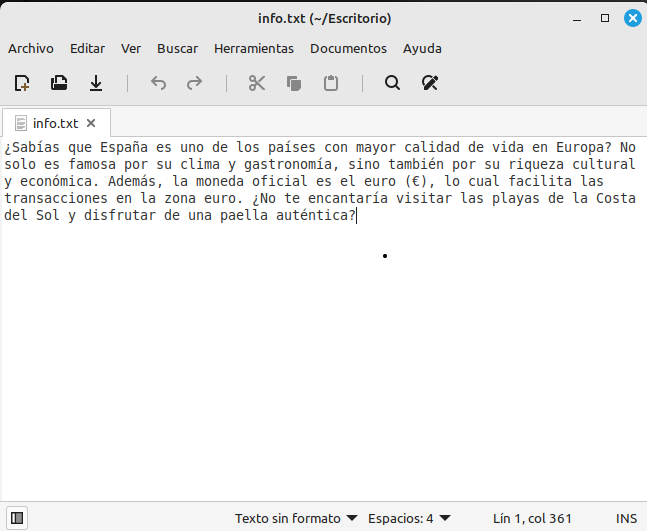 info.txt (~/Escritorio)
Archivo Editar Ver Buscar Herramientas Documentos Ayuda
info.txt
¿Sabías que España es uno de los países con mayor calidad de vida en Europa? No
solo es famosa por su clima y gastronomía, sino también por su riqueza cultural
y económica. Además, la moneda oficial es el euro (€), lo cual facilita las
transacciones en la zona euro. ¿No te encantaría visitar las playas de la Costa
del Sol y disfrutar de una paella auténtica?
Texto sin formato Espacios: 4 Lín 1, col 361 INS